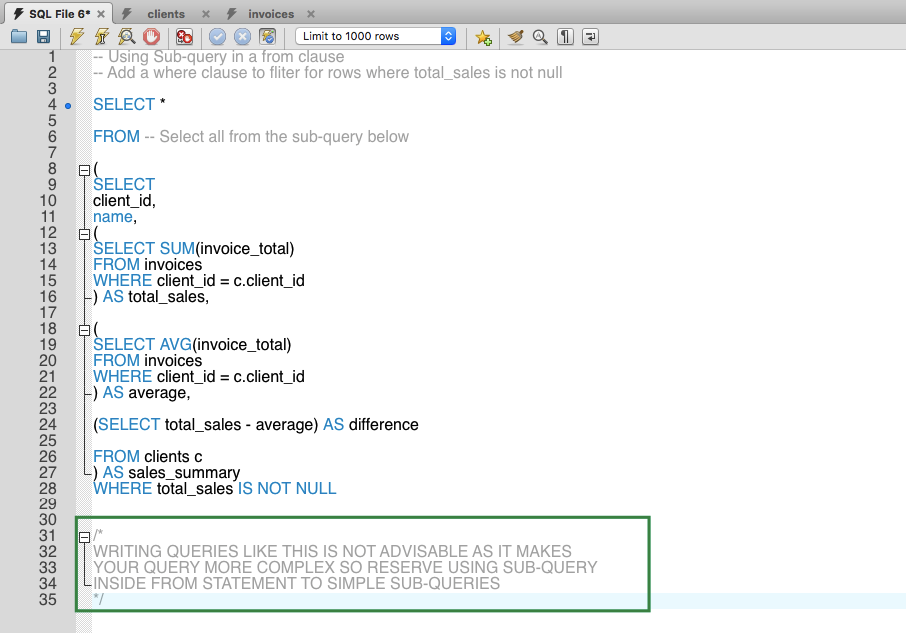 SQL File 6* clients invoices
Limit to 1000 rows
1 -- Using Sub-query in a from clause
2 -- Add a where clause to fliter for rows where total_sales is not null
3
4 SELECT *
5
6 FROM -- Select all from the sub-query below
7
8 (
9 SELECT
10 client_id,
11 name,
12 (
13 SELECT SUM(invoice_total)
14 FROM invoices
15 WHERE client_id = c.client_id
16 ) AS total_sales,
17
18 (
19 SELECT AVG(invoice_total)
20 FROM invoices
21 WHERE client_id = c.client_id
22 ) AS average,
23
24 (SELECT total_sales - average) AS difference
25
26 FROM clients c
27 ) AS sales_summary
28 WHERE total_sales IS NOT NULL
29
30
31 /*
32 WRITING QUERIES LIKE THIS IS NOT ADVISABLE AS IT MAKES
33 YOUR QUERY MORE COMPLEX SO RESERVE USING SUB-QUERY
34 INSIDE FROM STATEMENT TO SIMPLE SUB-QUERIES
35 */